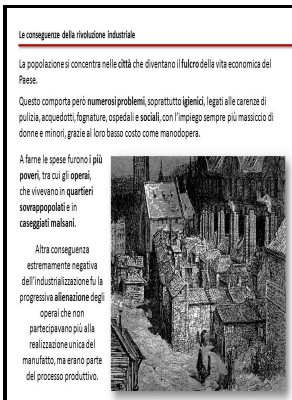 Le conseguenze della rivoluzione industriale
La popolazione si concentra nelle città che diventano il fulcro della vita economica del
Paese.
Questo comporta però numerosi problemi, soprattutto igienici, legati alle carenze di
pulizia, acquedotti, fognature, ospedali e sociali, con l'impiego sempre più massiccio di
donne e minori, grazie al loro basso costo come manodopera.
A farne le spese furono i più
poveri, tra cui gli operai,
che vivevano in quartieri
sovrappopolati e in
caseggiati malsani.
Altra conseguenza
estremamente negativa
dell'industrializzazione fu la
progressiva alienazione degli
operai che non
partecipavano più alla
realizzazione unica del
manufatto, ma erano parte
del processo produttivo.